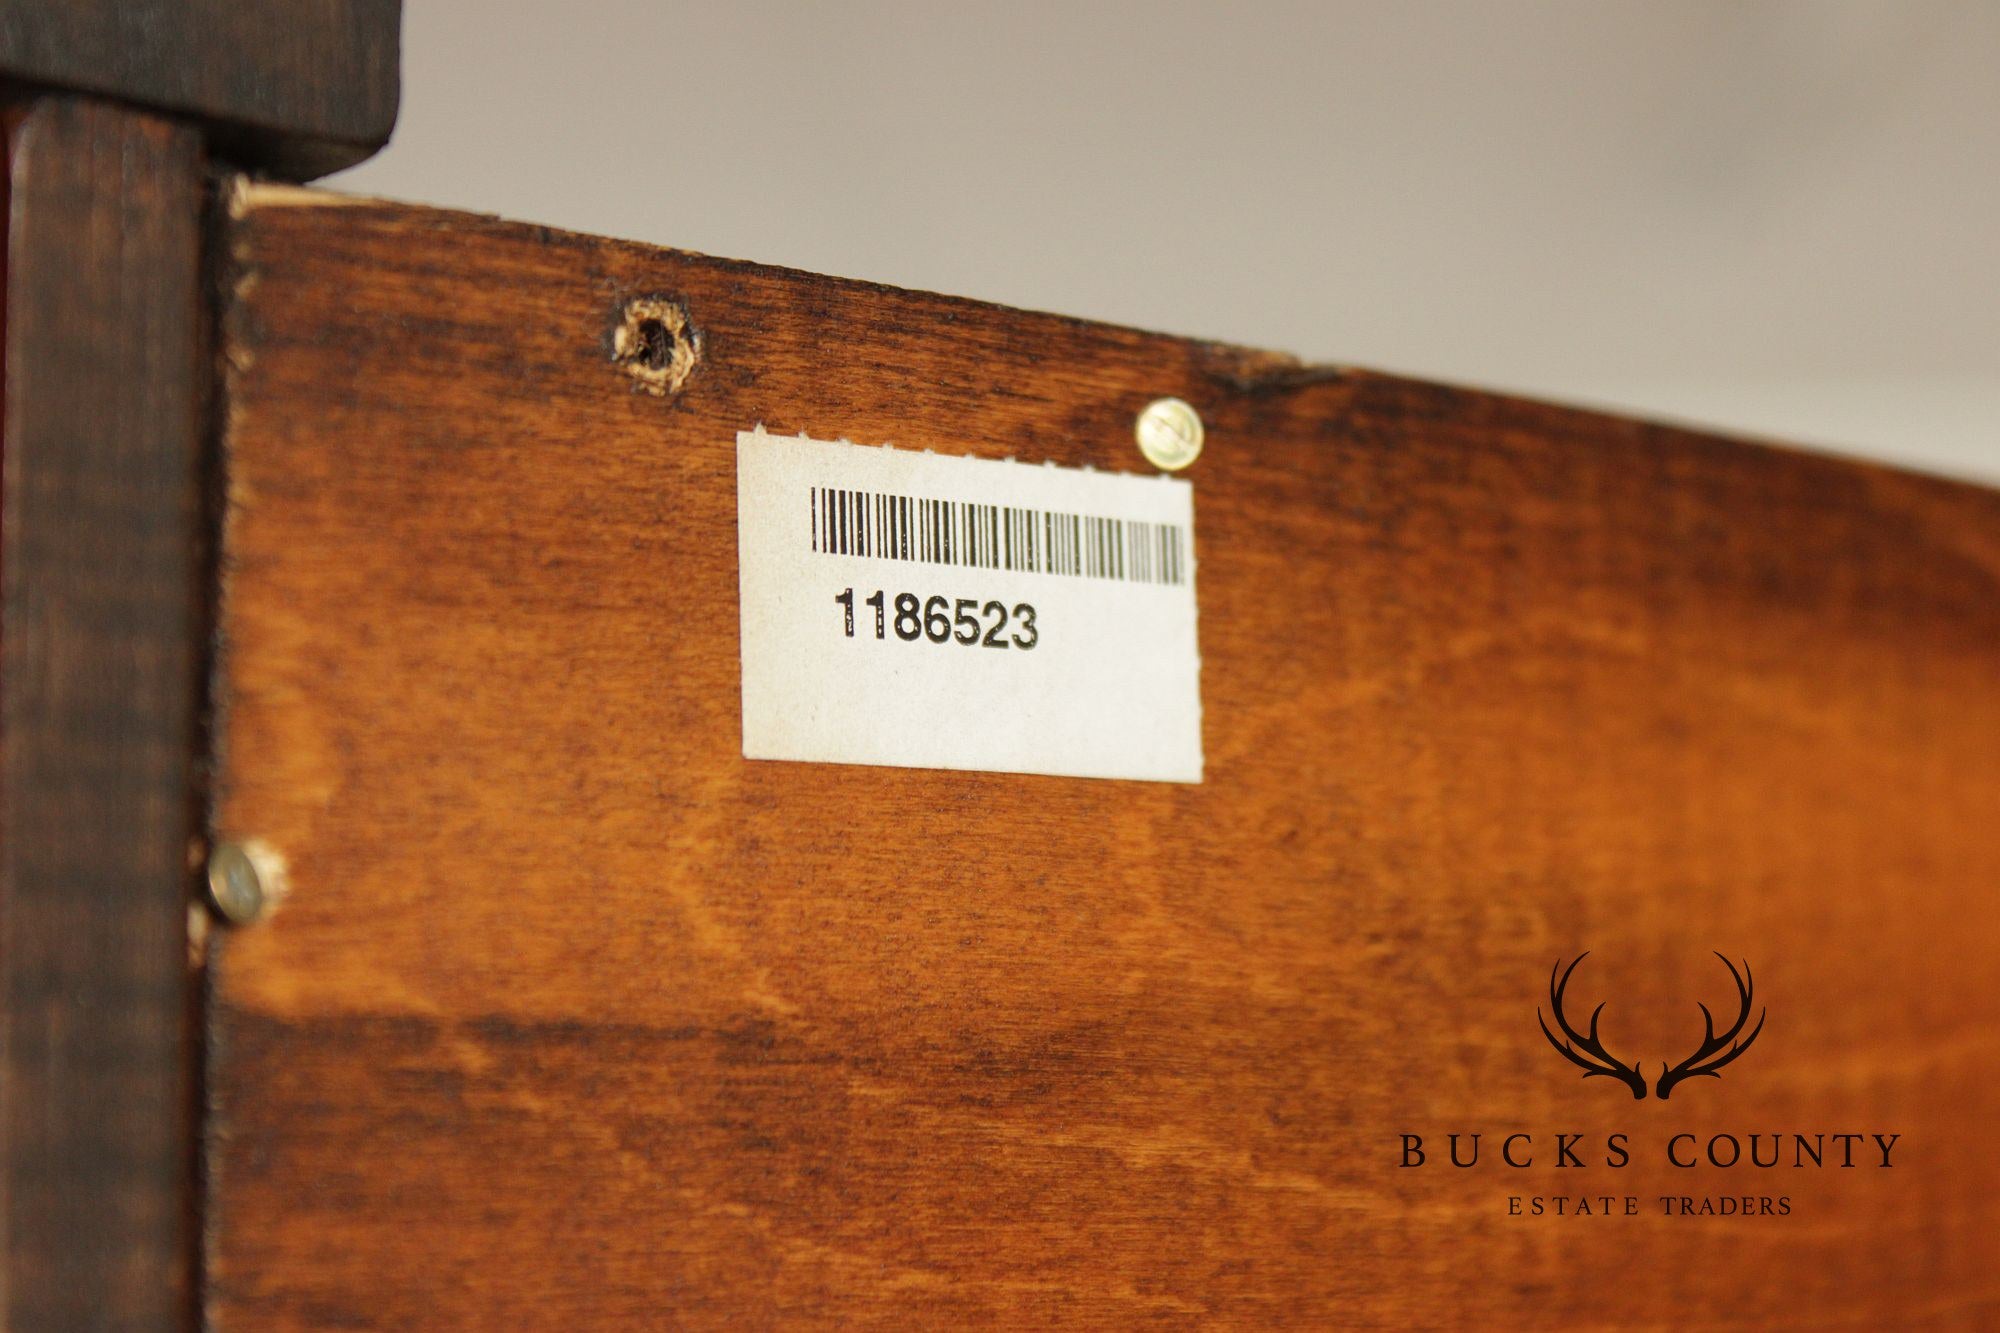 1186523
BUCKS COUNTY
ESTATE TRADERS